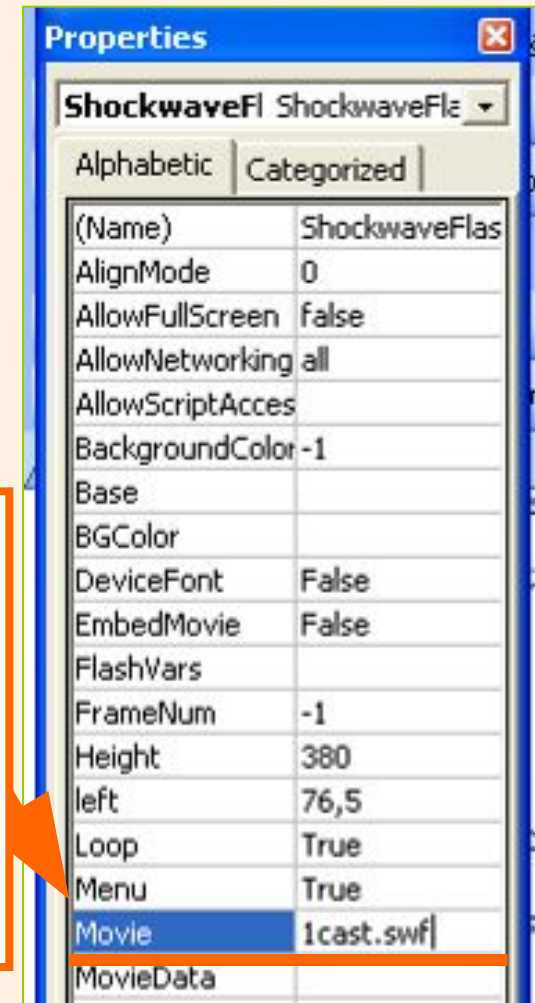 Properties
ShockwaveFl ShockwaveFla
Alphabetic Categorized
(Name) ShockwaveFlas
AlignMode 0
AllowFullScreen false
AllowNetworking all
AllowScriptAcces
BackgroundColor -1
Base
BGColor
DeviceFont False
EmbedMovie False
FlashVars
FrameNum -1
Height 380
left 76,5
Loop True
Menu True
Movie 1cast.swf
MovieData